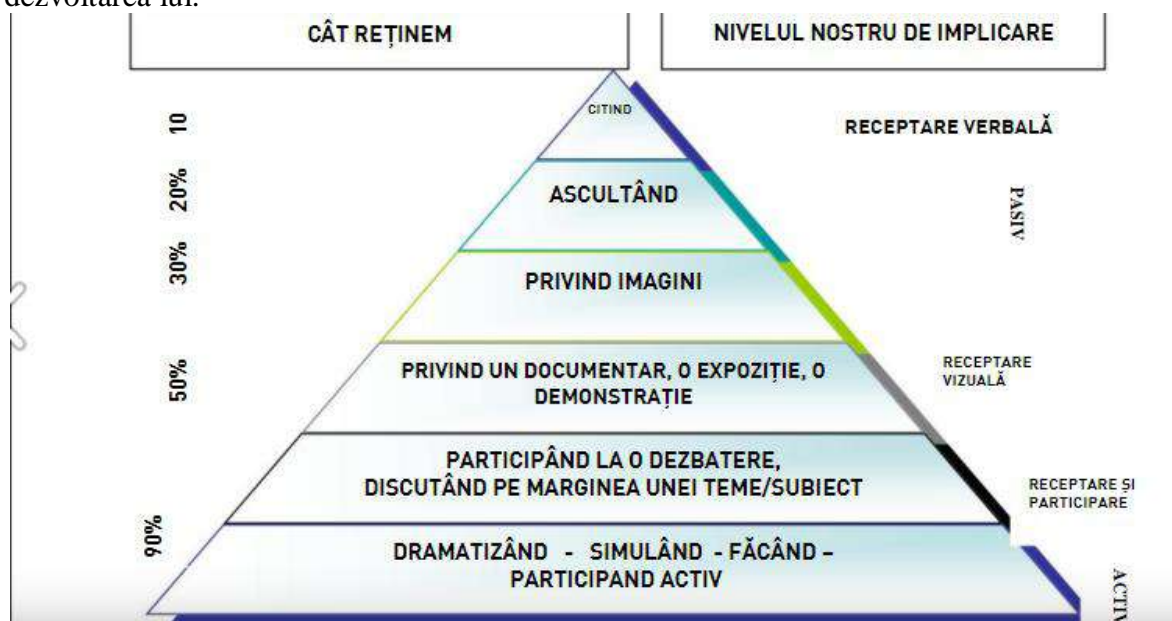 dezvoltarea lui.
CÂT REȚINEM
NIVELUL NOSTRU DE IMPLICARE
10
CITIND
RECEPTARE VERBALĂ
20%
ASCULTÂND
PASIV
30%
PRIVIND IMAGINI
50%
PRIVIND UN DOCUMENTAR, O EXPOZIȚIE, O
DEMONSTRAȚIE
RECEPTARE
VIZUALĂ
PARTICIPÂND LA O DEZBATERE,
DISCUTÂND PE MARGINEA UNEI TEME/SUBIECT
RECEPTARE ȘI
PARTICIPARE
90%
DRAMATIZÂND - SIMULÂND - FĂCÂND –
PARTICIPAND ACTIV
ACTIV